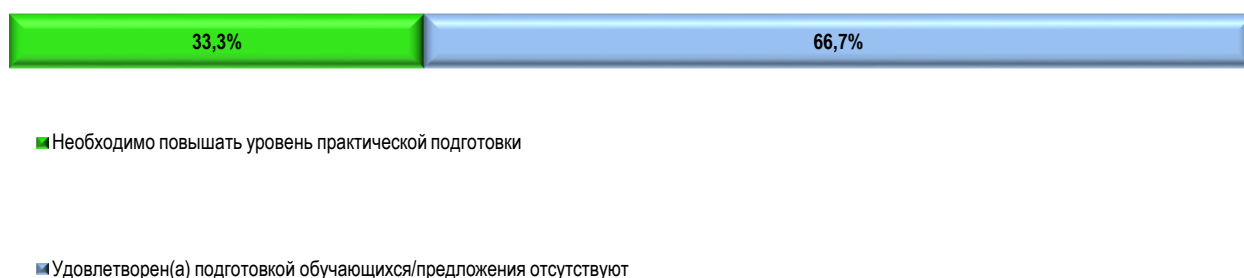 33,3% 66,7%
Необходимо повышать уровень практической подготовки
Удовлетворен(а) подготовкой обучающихся/предложения отсутствуют